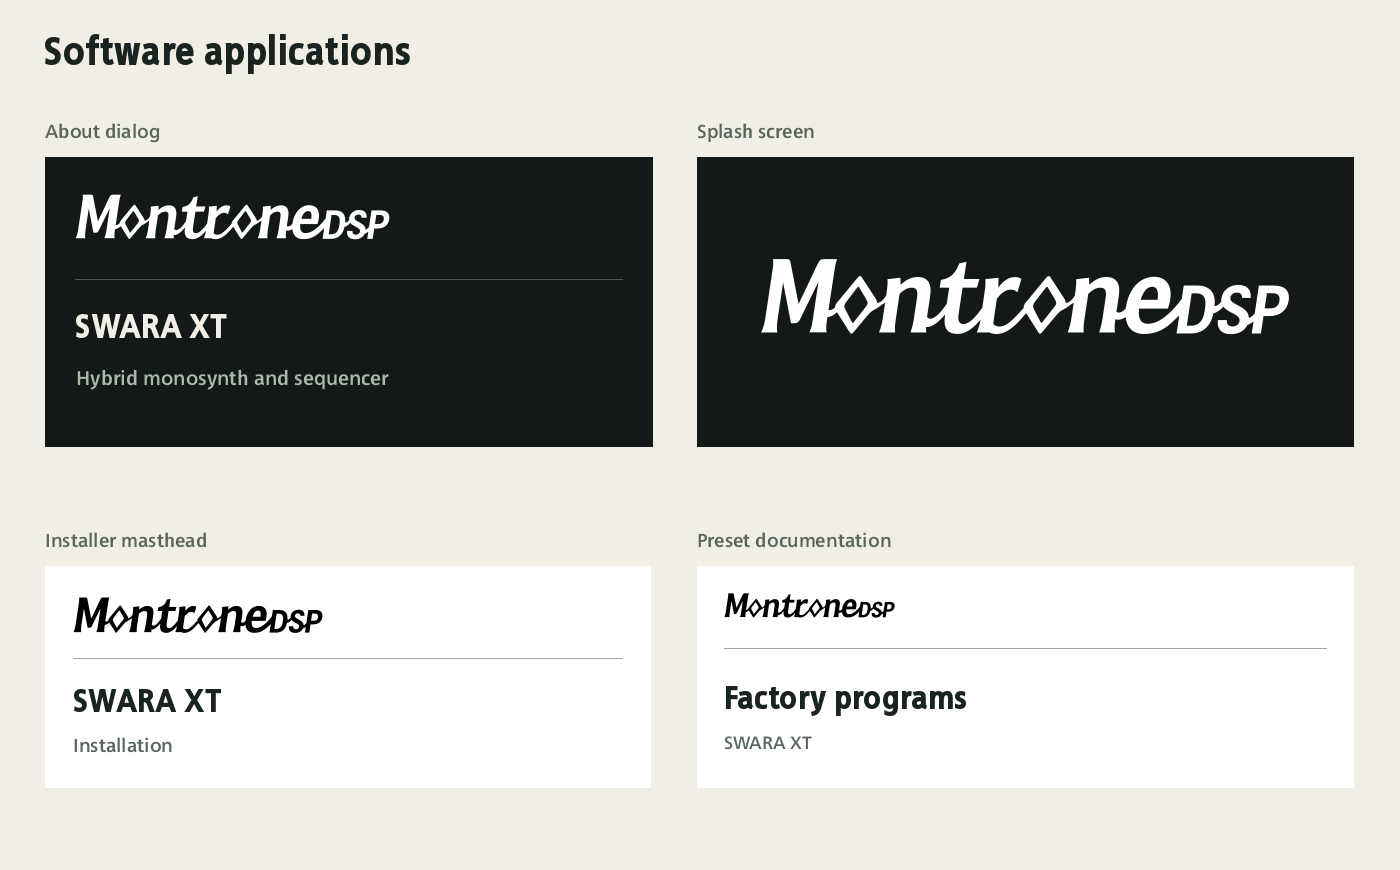 Software applications
About dialog
MontroneDSP
SWARA XT
Hybrid monosynth and sequencer
Splash screen
MontroneDSP
Installer masthead
MontroneDSP
SWARA XT
Installation
Preset documentation
MontroneDSP
Factory programs
SWARA XT